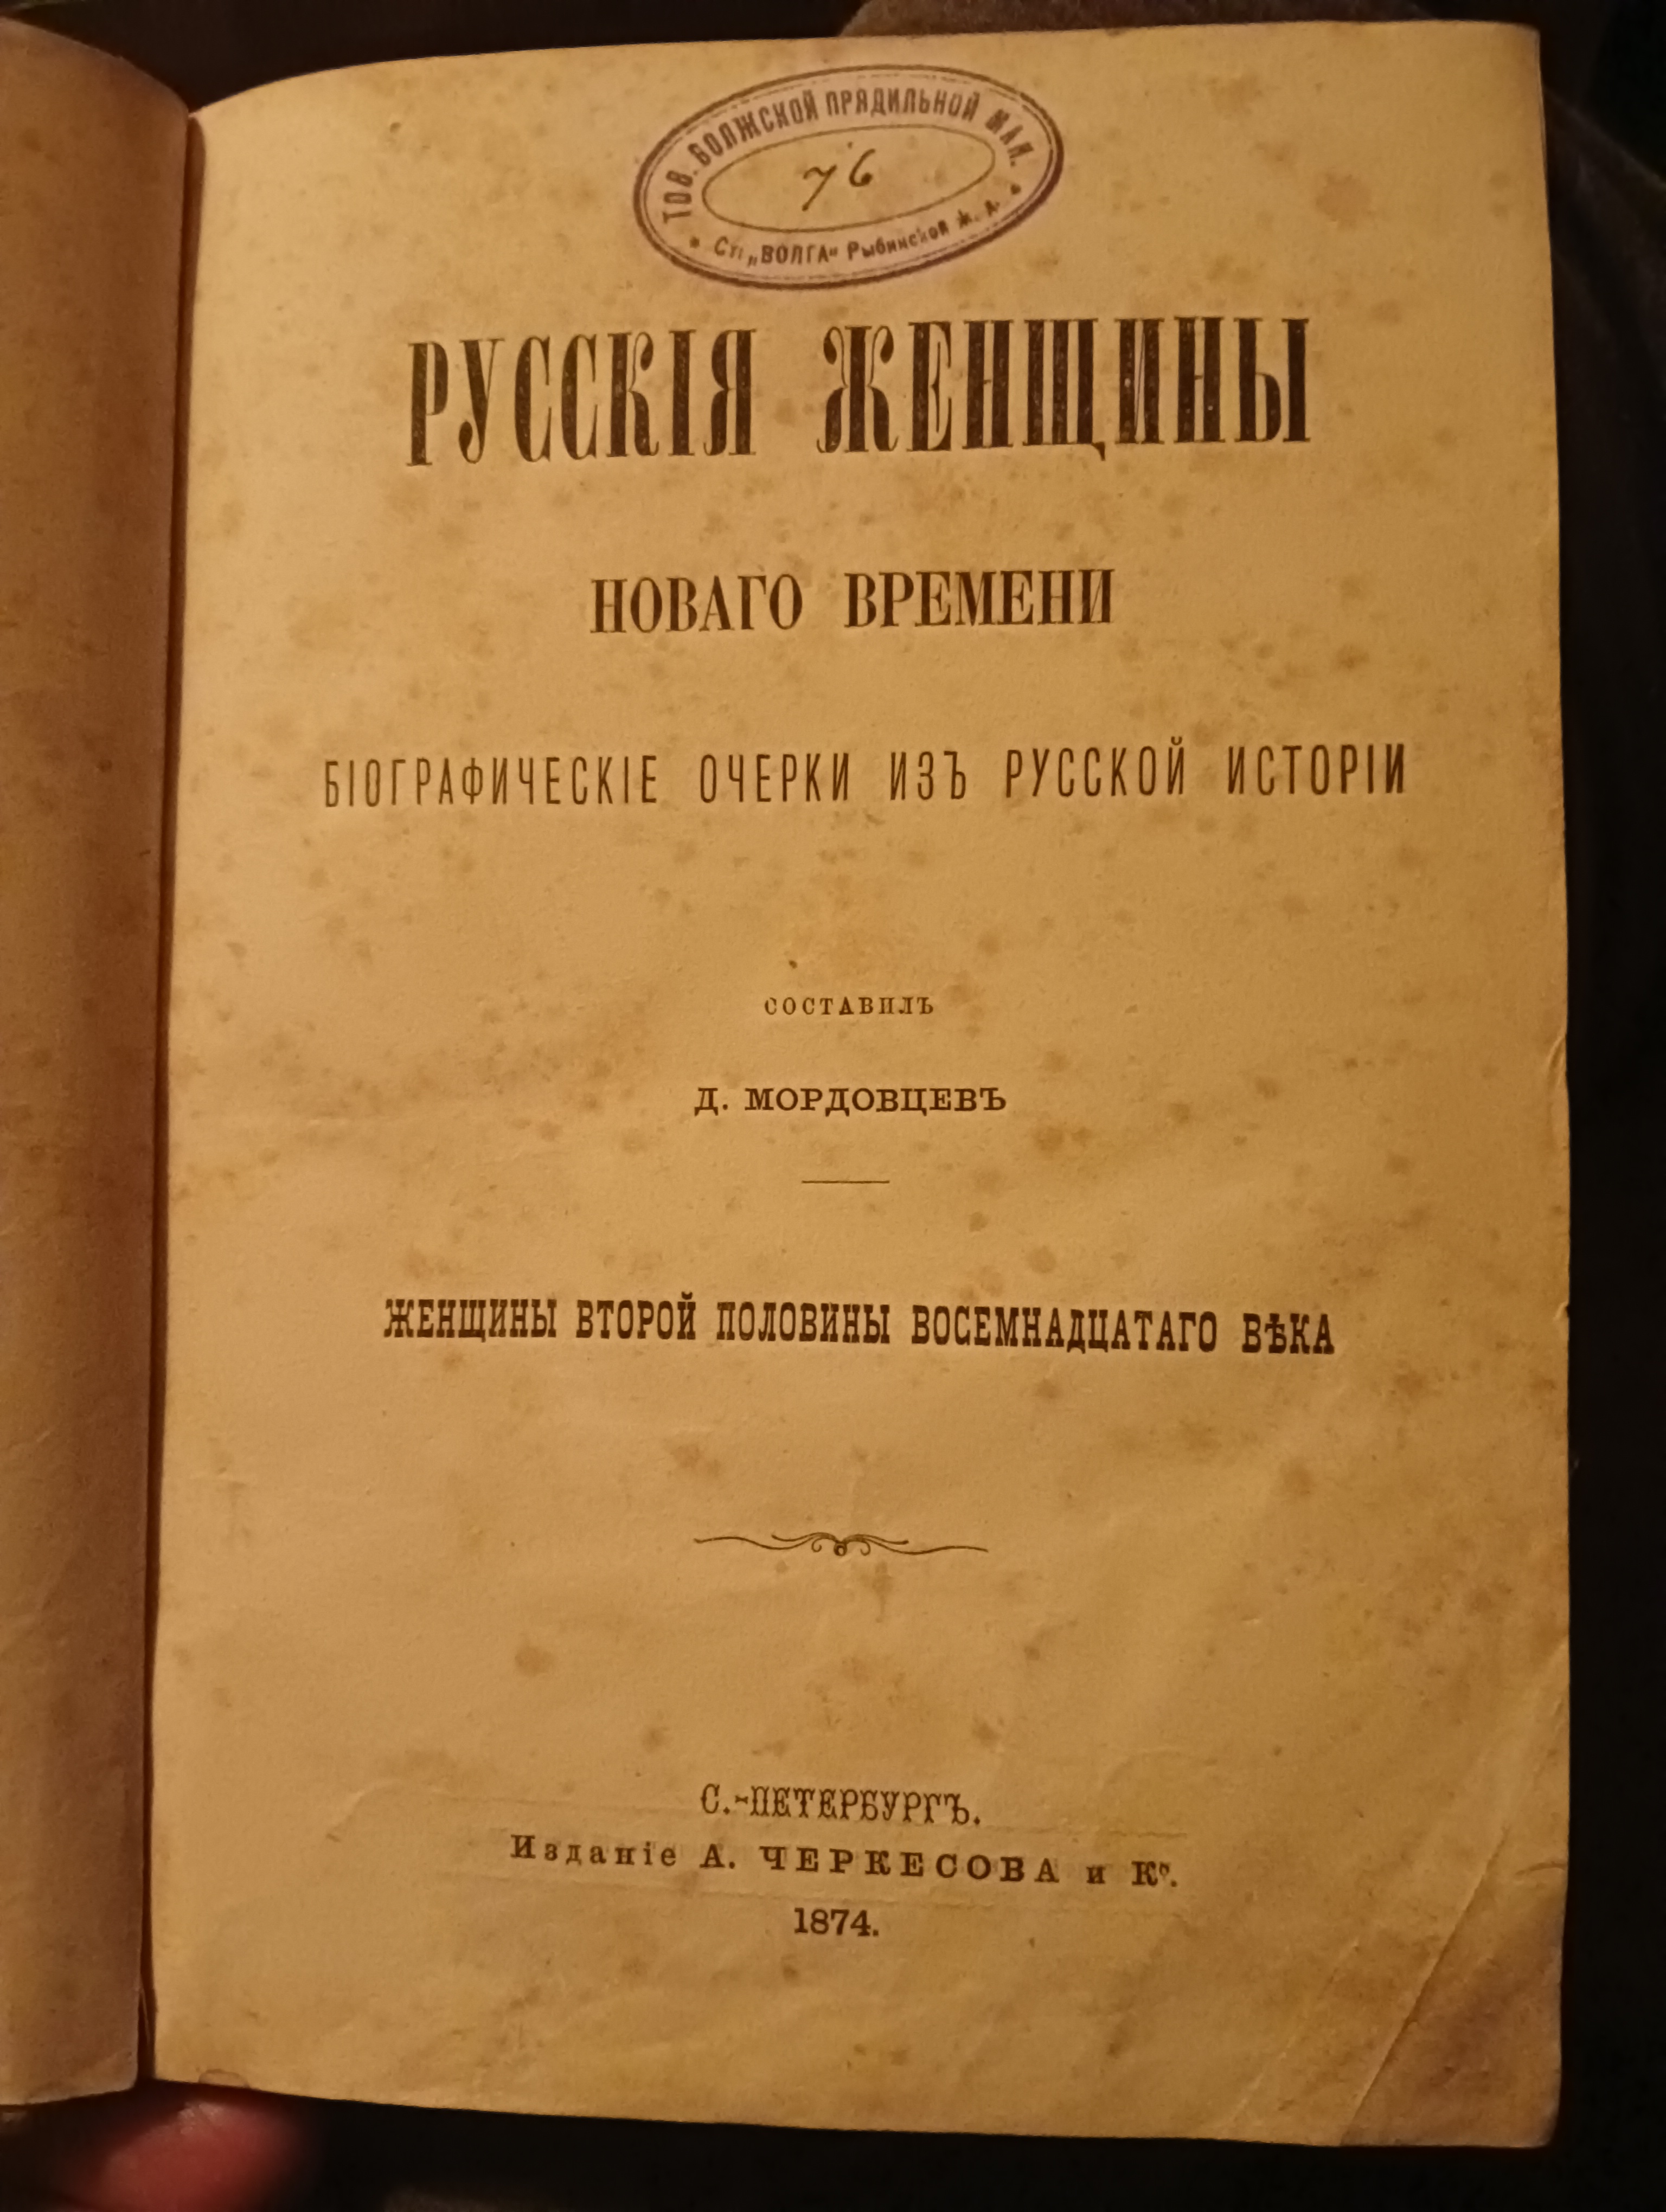 ТОВ. ВОЛЖСКОЙ ПРЯДИЛЬНОЙ МАН.
76
Ст. „ВОЛГА“ Рыбинской ж. д.
РУССКІЯ ЖЕНЩИНЫ
НОВАГО ВРЕМЕНИ
БІОГРАФИЧЕСКІЕ ОЧЕРКИ ИЗЪ РУССКОЙ ИСТОРІИ
СОСТАВИЛЪ
Д. МОРДОВЦЕВЪ
ЖЕНЩИНЫ ВТОРОЙ ПОЛОВИНЫ ВОСЕМНАДЦАТАГО ВѢКА
С.-ПЕТЕРБУРГЪ.
Изданіе А. ЧЕРКЕСОВА и Ко.
1874.